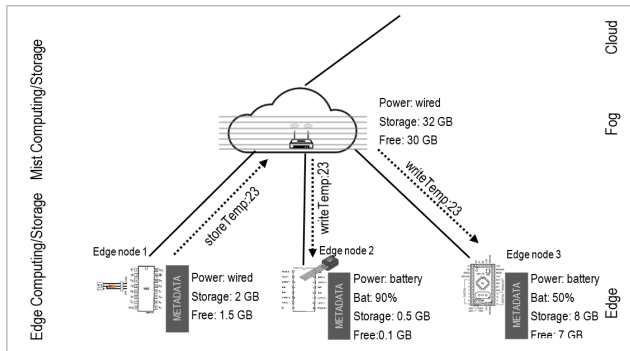 Cloud
Mist Computing/Storage
Fog
Power: wired
Storage: 32 GB
Free: 30 GB
storeTemp:23
writeTemp:23
writeTemp:23
Edge Computing/Storage
Edge
Edge node 1
METADATA
Power: wired
Storage: 2 GB
Free: 1.5 GB
Edge node 2
METADATA
Power: battery
Bat: 90%
Storage: 0.5 GB
Free:0.1 GB
Edge node 3
METADATA
Power: battery
Bat: 50%
Storage: 8 GB
Free: 7 GB